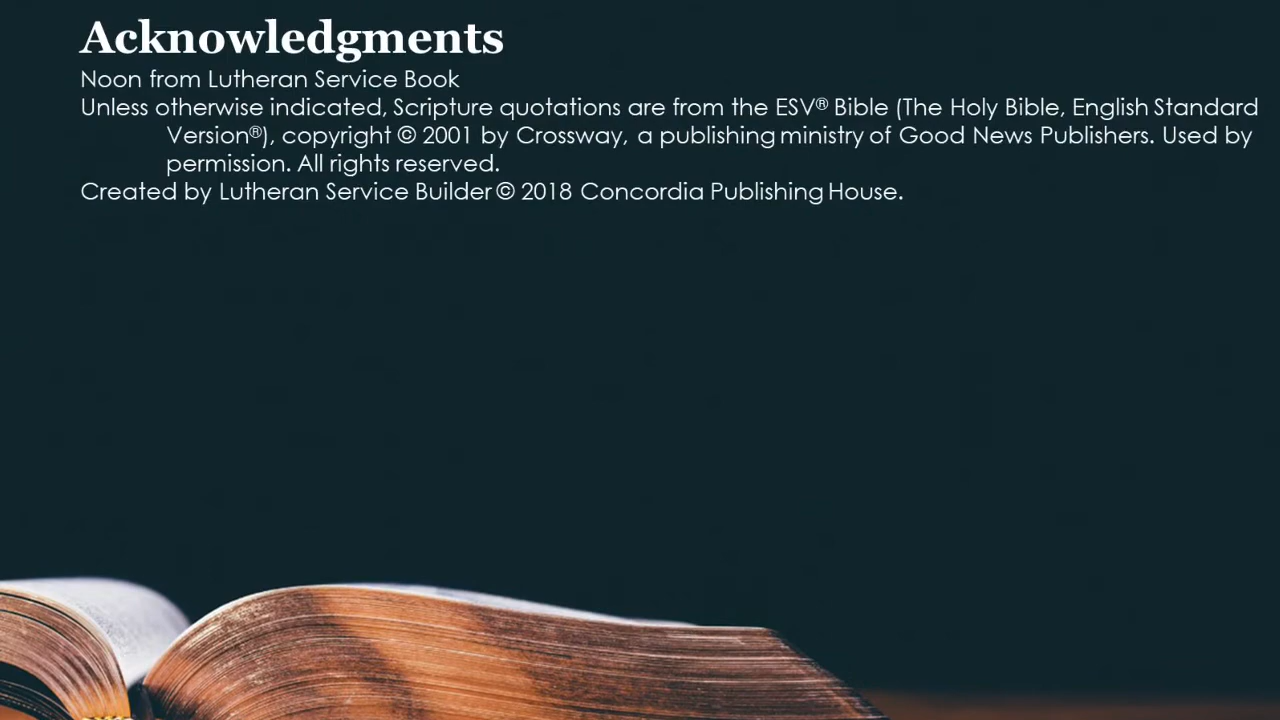 Acknowledgments
Noon from Lutheran Service Book
Unless otherwise indicated, Scripture quotations are from the ESV® Bible (The Holy Bible, English Standard
Version®), copyright © 2001 by Crossway, a publishing ministry of Good News Publishers. Used by
permission. All rights reserved.
Created by Lutheran Service Builder © 2018 Concordia Publishing House.